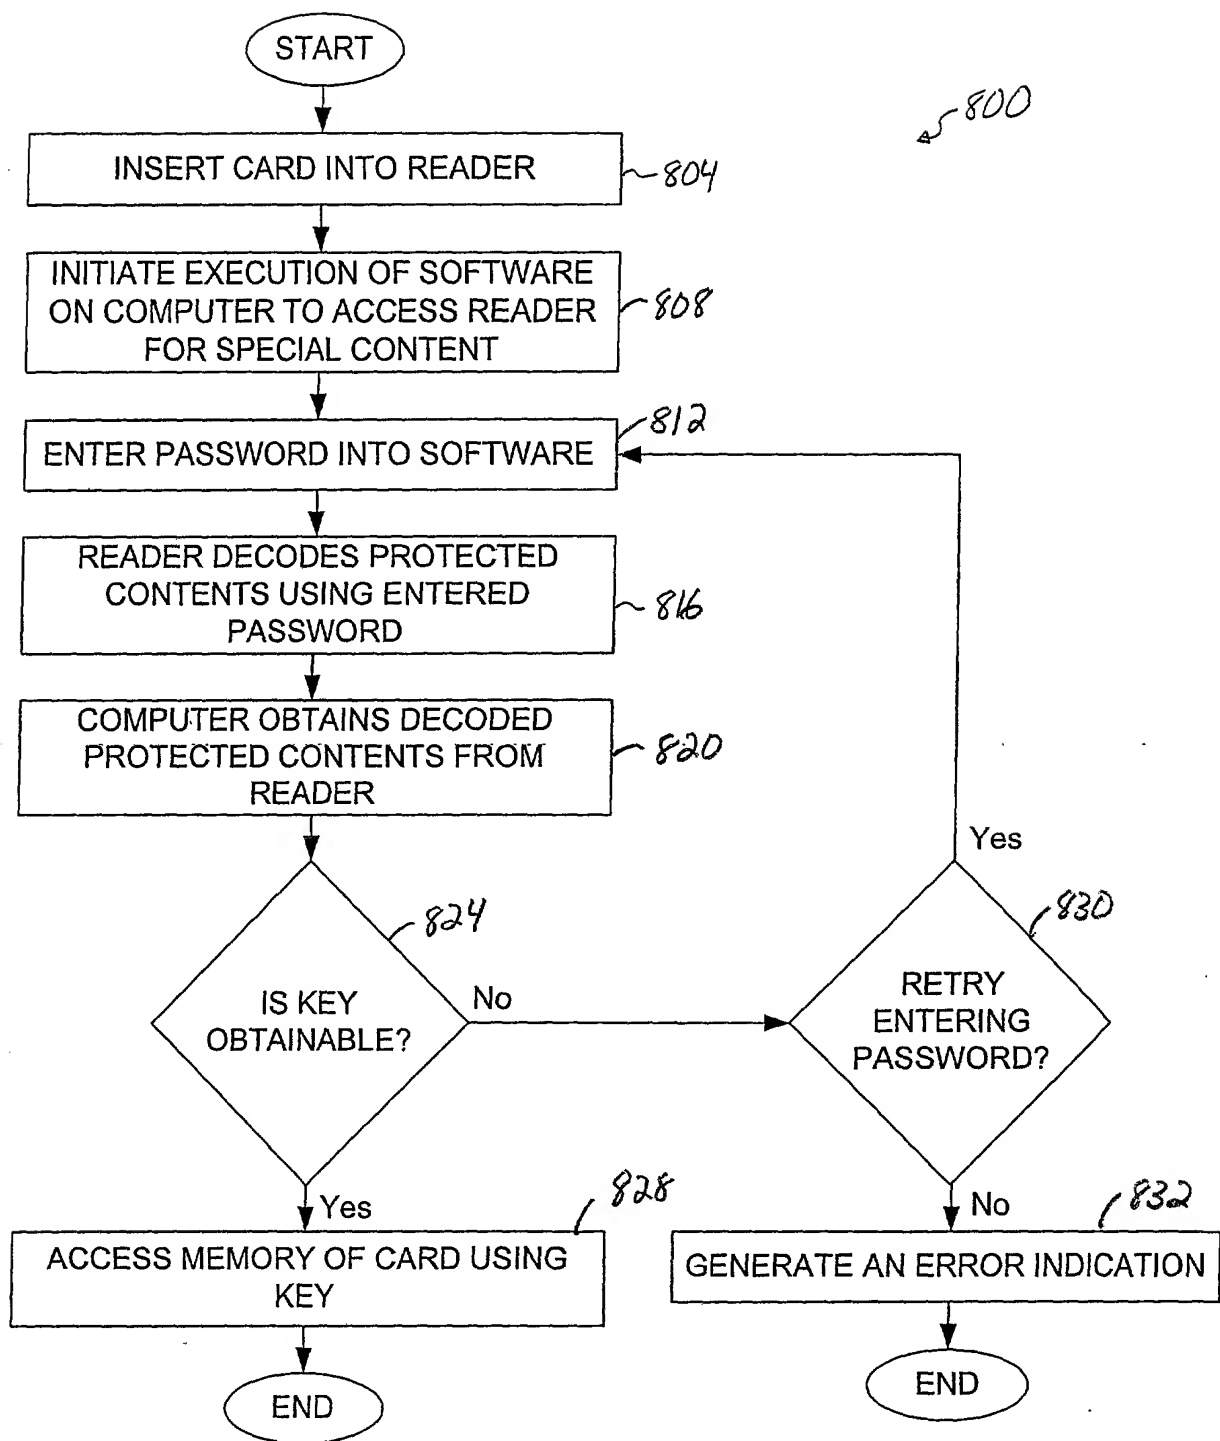 START
800
INSERT CARD INTO READER
804
INITIATE EXECUTION OF SOFTWARE
ON COMPUTER TO ACCESS READER
FOR SPECIAL CONTENT
808
812
ENTER PASSWORD INTO SOFTWARE
READER DECODES PROTECTED
CONTENTS USING ENTERED
PASSWORD
816
COMPUTER OBTAINS DECODED
PROTECTED CONTENTS FROM
READER
820
Yes
824
830
IS KEY
OBTAINABLE?
No
RETRY
ENTERING
PASSWORD?
Yes
828
No
832
ACCESS MEMORY OF CARD USING
KEY
GENERATE AN ERROR INDICATION
END
END